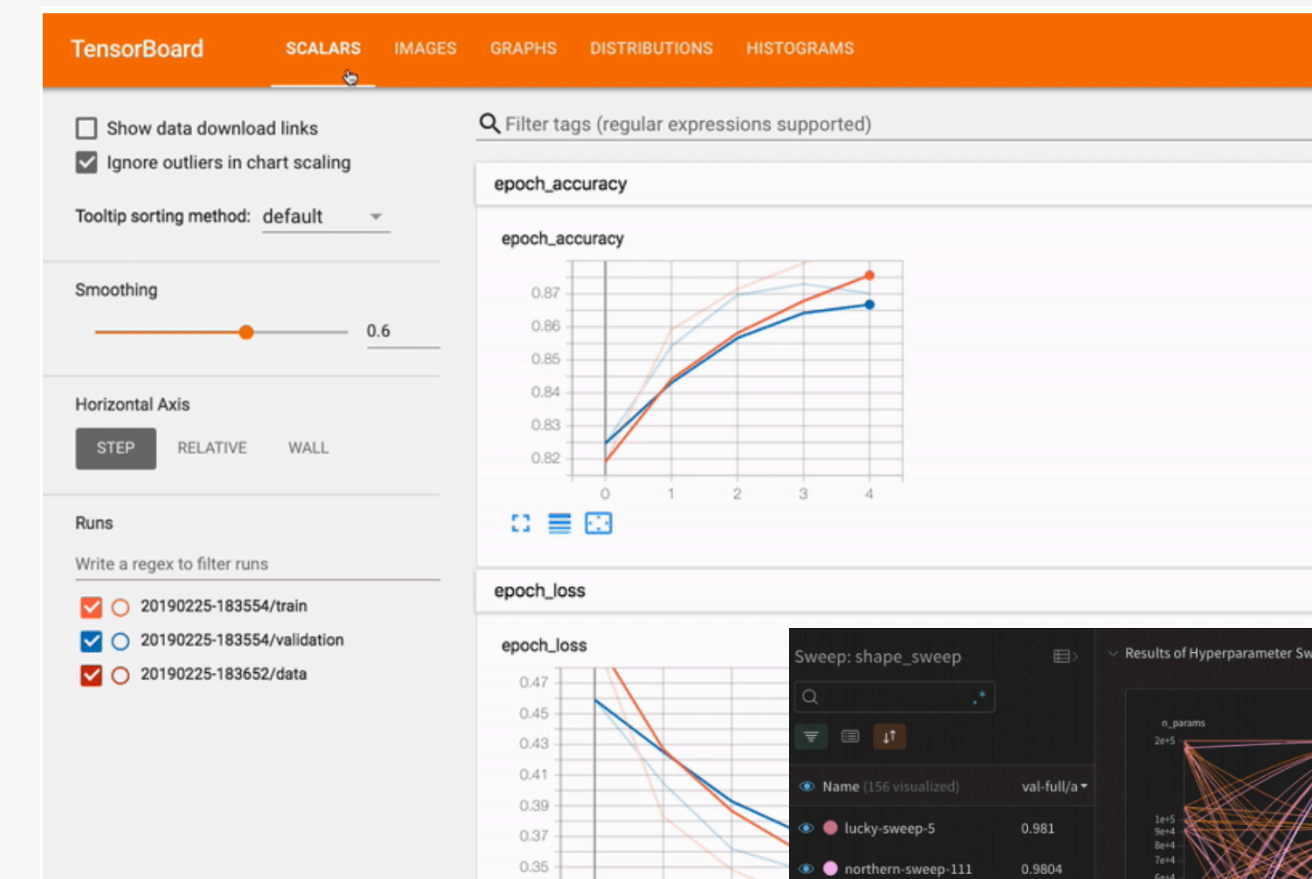 TensorBoard SCALARS IMAGES GRAPHS DISTRIBUTIONS HISTOGRAMS
Show data download links
Ignore outliers in chart scaling
Tooltip sorting method: default
Smoothing
0.6
Horizontal Axis
STEP RELATIVE WALL
Runs
Write a regex to filter runs
20190225-183554/train
20190225-183554/validation
20190225-183652/data
Filter tags (regular expressions supported)
epoch_accuracy
epoch_accuracy
0.87
0.86
0.85
0.84
0.83
0.82
0 1 2 3 4
epoch_loss
epoch_loss
0.47
0.45
0.43
0.41
0.39
0.37
0.35
Sweep: shape_sweep
.*
Name (156 visualized) val-full/a
lucky-sweep-5 0.981
northern-sweep-111 0.9804
Results of Hyperparameter Sw
n_params
2e+5
1e+5
9e+4
8e+4
7e+4
6e+4